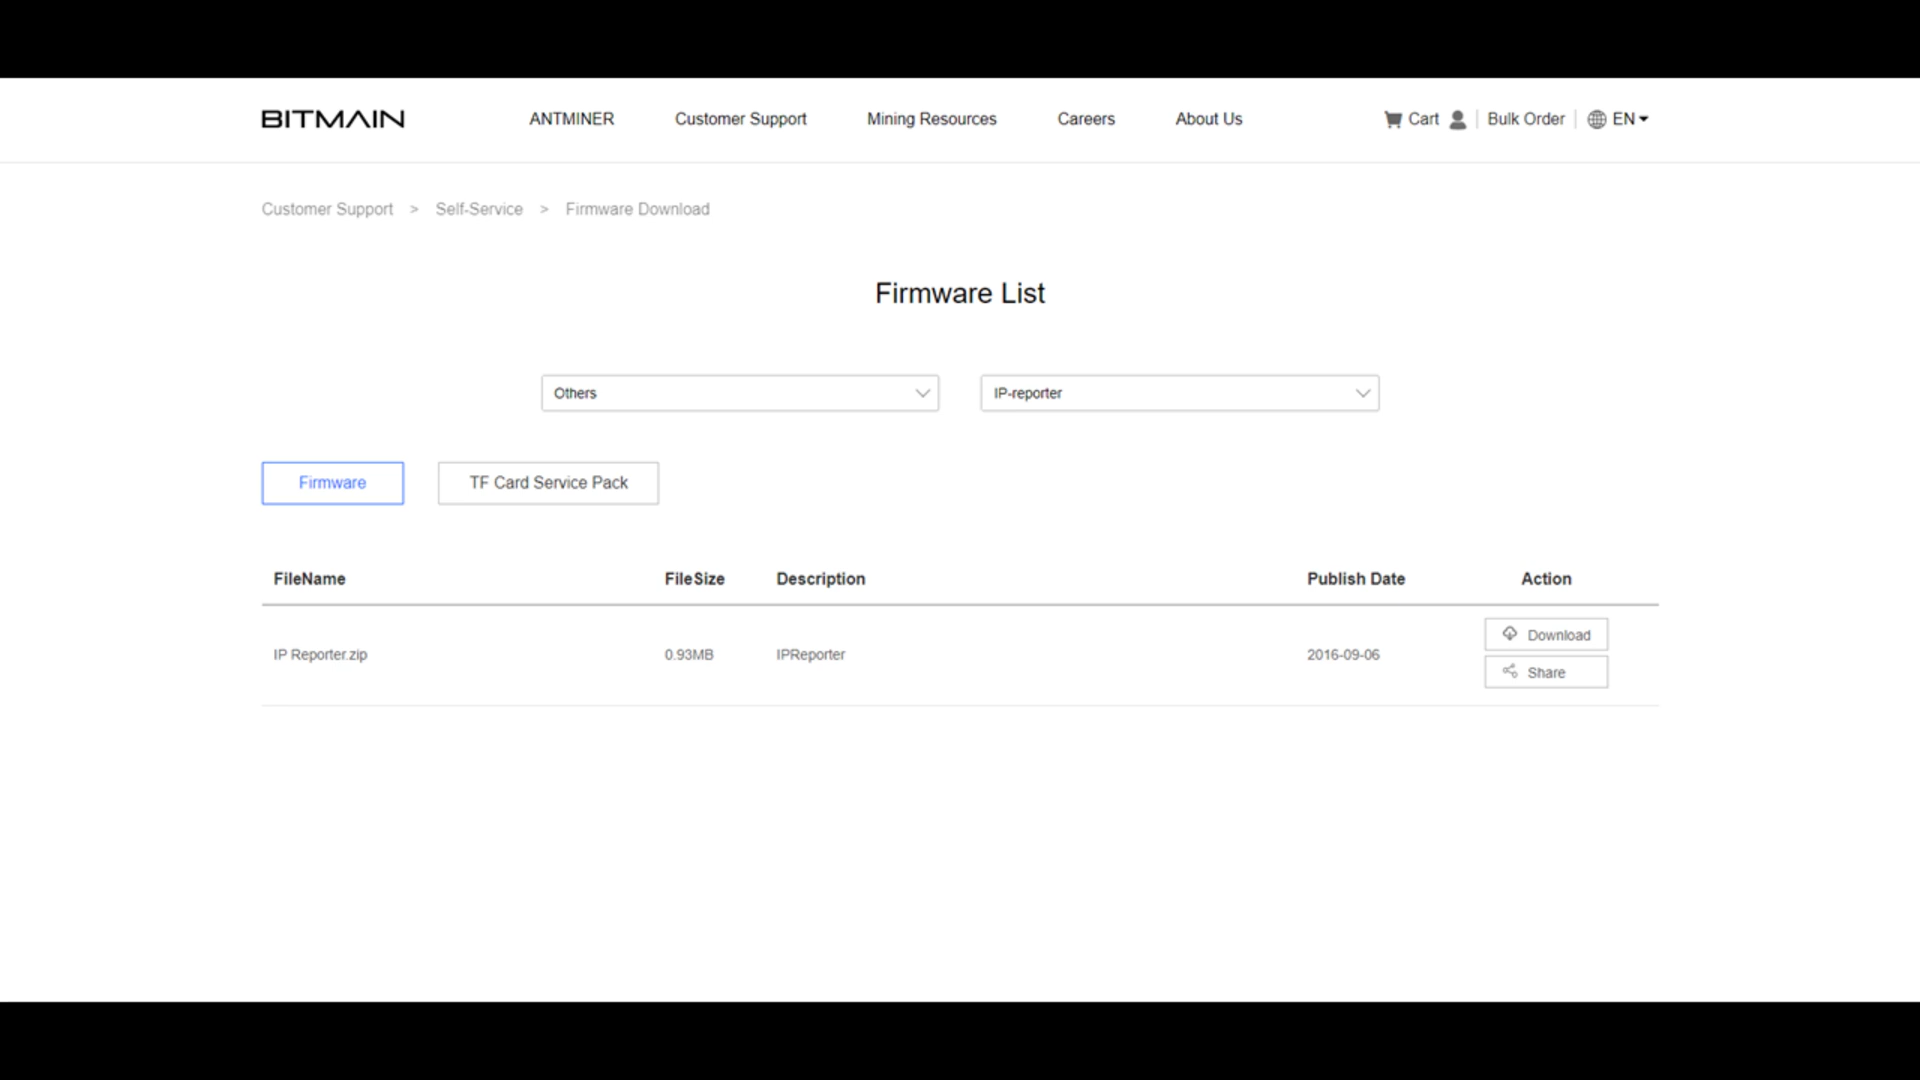 BITMAIN ANTMINER Customer Support Mining Resources Careers About Us Cart Bulk Order EN
Customer Support > Self-Service > Firmware Download
Firmware List
Others IP-reporter
Firmware TF Card Service Pack
FileName FileSize Description Publish Date Action
IP Reporter.zip 0.93MB IPReporter 2016-09-06 Download
Share